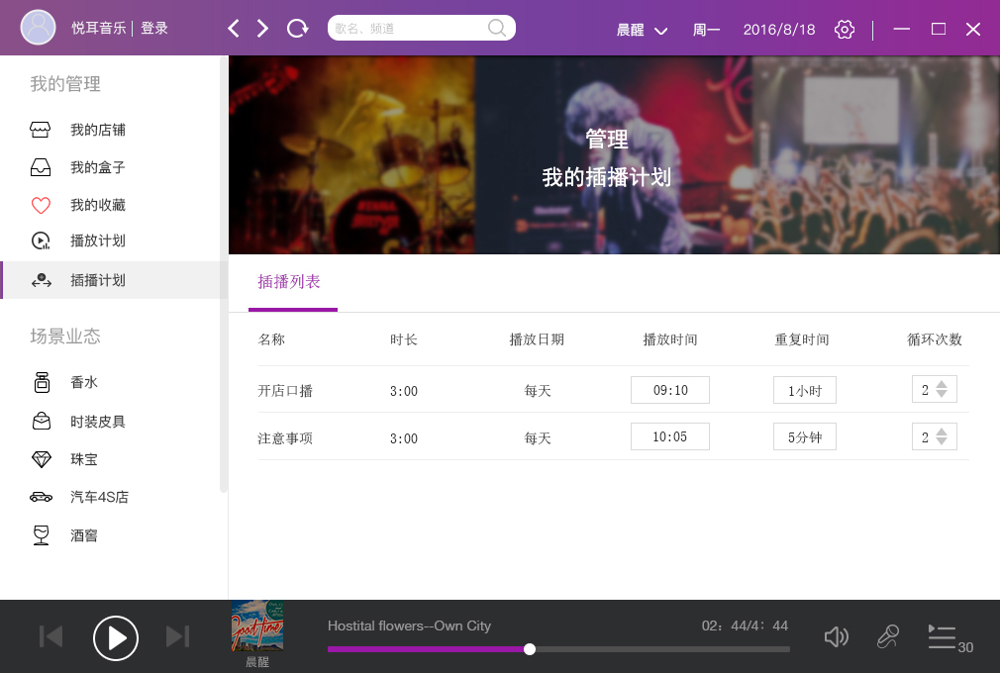 悦耳音乐 | 登录
歌名、频道
晨醒
周一
2016/8/18
我的管理
我的店铺
我的盒子
我的收藏
播放计划
插播计划
场景业态
香水
时装皮具
珠宝
汽车4S店
酒窖
管理
我的插播计划
插播列表
名称 时长 播放日期 播放时间 重复时间 循环次数
开店口播 3:00 每天 09:10 1小时 2
注意事项 3:00 每天 10:05 5分钟 2
Good Time
晨醒
Hostital flowers--Own City
02：44/4：44
30